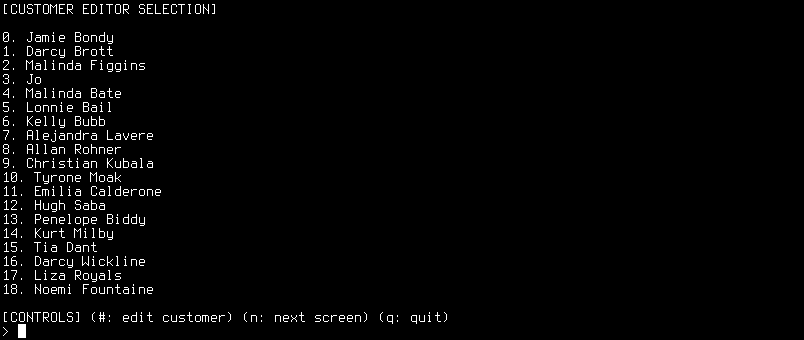 [CUSTOMER EDITOR SELECTION]
0. Jamie Bondy
1. Darcy Brott
2. Malinda Figgins
3. Jo
4. Malinda Bate
5. Lonnie Bail
6. Kelly Bubb
7. Alejandra Lavere
8. Allan Rohner
9. Christian Kubala
10. Tyrone Moak
11. Emilia Calderone
12. Hugh Saba
13. Penelope Biddy
14. Kurt Milby
15. Tia Dant
16. Darcy Wickline
17. Liza Royals
18. Noemi Fountaine
[CONTROLS] (#: edit customer) (n: next screen) (q: quit)
>